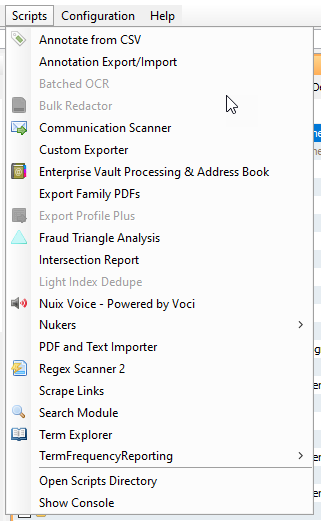 Scripts Configuration Help
Annotate from CSV
Annotation Export/Import
Batched OCR
Bulk Redactor
Communication Scanner
Custom Exporter
Enterprise Vault Processing & Address Book
Export Family PDFs
Export Profile Plus
Fraud Triangle Analysis
Intersection Report
Light Index Dedupe
Nuix Voice - Powered by Voci
Nukers
PDF and Text Importer
Regex Scanner 2
Scrape Links
Search Module
Term Explorer
TermFrequencyReporting
Open Scripts Directory
Show Console